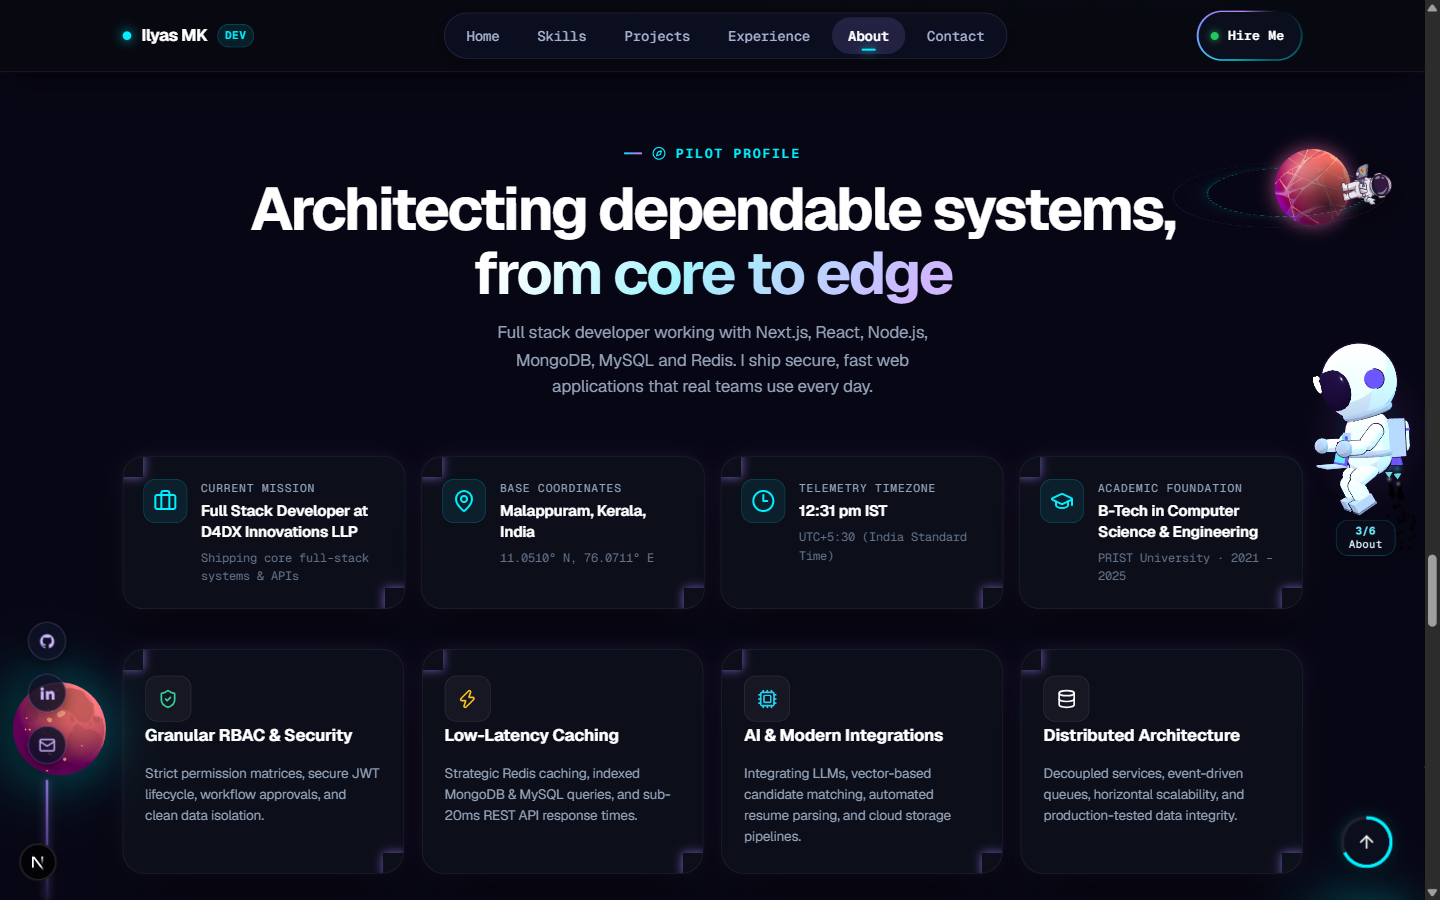 Ilyas MK DEV
Home Skills Projects Experience About Contact
Hire Me
PILOT PROFILE
Architecting dependable systems,
from core to edge
Full stack developer working with Next.js, React, Node.js,
MongoDB, MySQL and Redis. I ship secure, fast web
applications that real teams use every day.
CURRENT MISSION
Full Stack Developer at
D4DX Innovations LLP
Shipping core full-stack
systems & APIs
BASE COORDINATES
Malappuram, Kerala,
India
11.0510° N, 76.0711° E
TELEMETRY TIMEZONE
12:31 pm IST
UTC+5:30 (India Standard
Time)
ACADEMIC FOUNDATION
B-Tech in Computer
Science & Engineering
PRIST University · 2021 –
2025
3/6
About
Granular RBAC & Security
Strict permission matrices, secure JWT
lifecycle, workflow approvals, and
clean data isolation.
Low-Latency Caching
Strategic Redis caching, indexed
MongoDB & MySQL queries, and sub-
20ms REST API response times.
AI & Modern Integrations
Integrating LLMs, vector-based
candidate matching, automated
resume parsing, and cloud storage
pipelines.
Distributed Architecture
Decoupled services, event-driven
queues, horizontal scalability, and
production-tested data integrity.
in
N